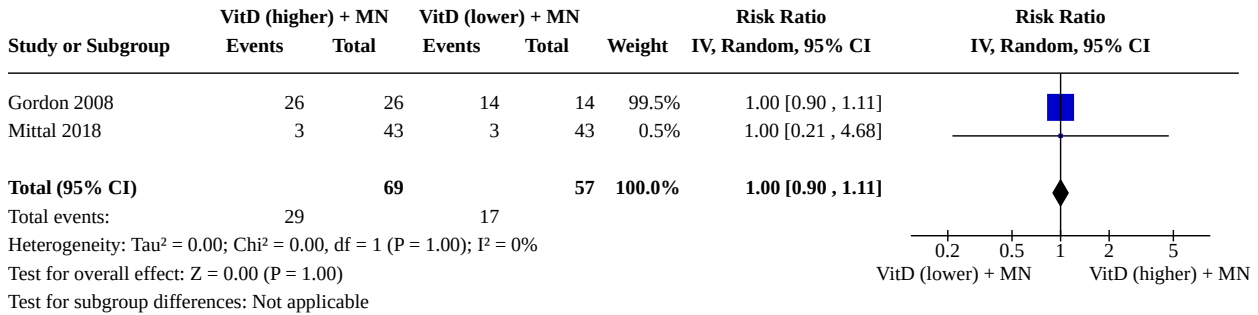 VitD (higher) + MN VitD (lower) + MN Risk Ratio Risk Ratio
Study or Subgroup Events Total Events Total Weight IV, Random, 95% CI IV, Random, 95% CI
Gordon 2008 26 26 14 14 99.5% 1.00 [0.90 , 1.11]
Mittal 2018 3 43 3 43 0.5% 1.00 [0.21 , 4.68]
Total (95% CI) 69 57 100.0% 1.00 [0.90 , 1.11]
Total events: 29 17
Heterogeneity: Tau² = 0.00; Chi² = 0.00, df = 1 (P = 1.00); I² = 0%
0.2 0.5 1 2 5
Test for overall effect: Z = 0.00 (P = 1.00) VitD (lower) + MN VitD (higher) + MN
Test for subgroup differences: Not applicable